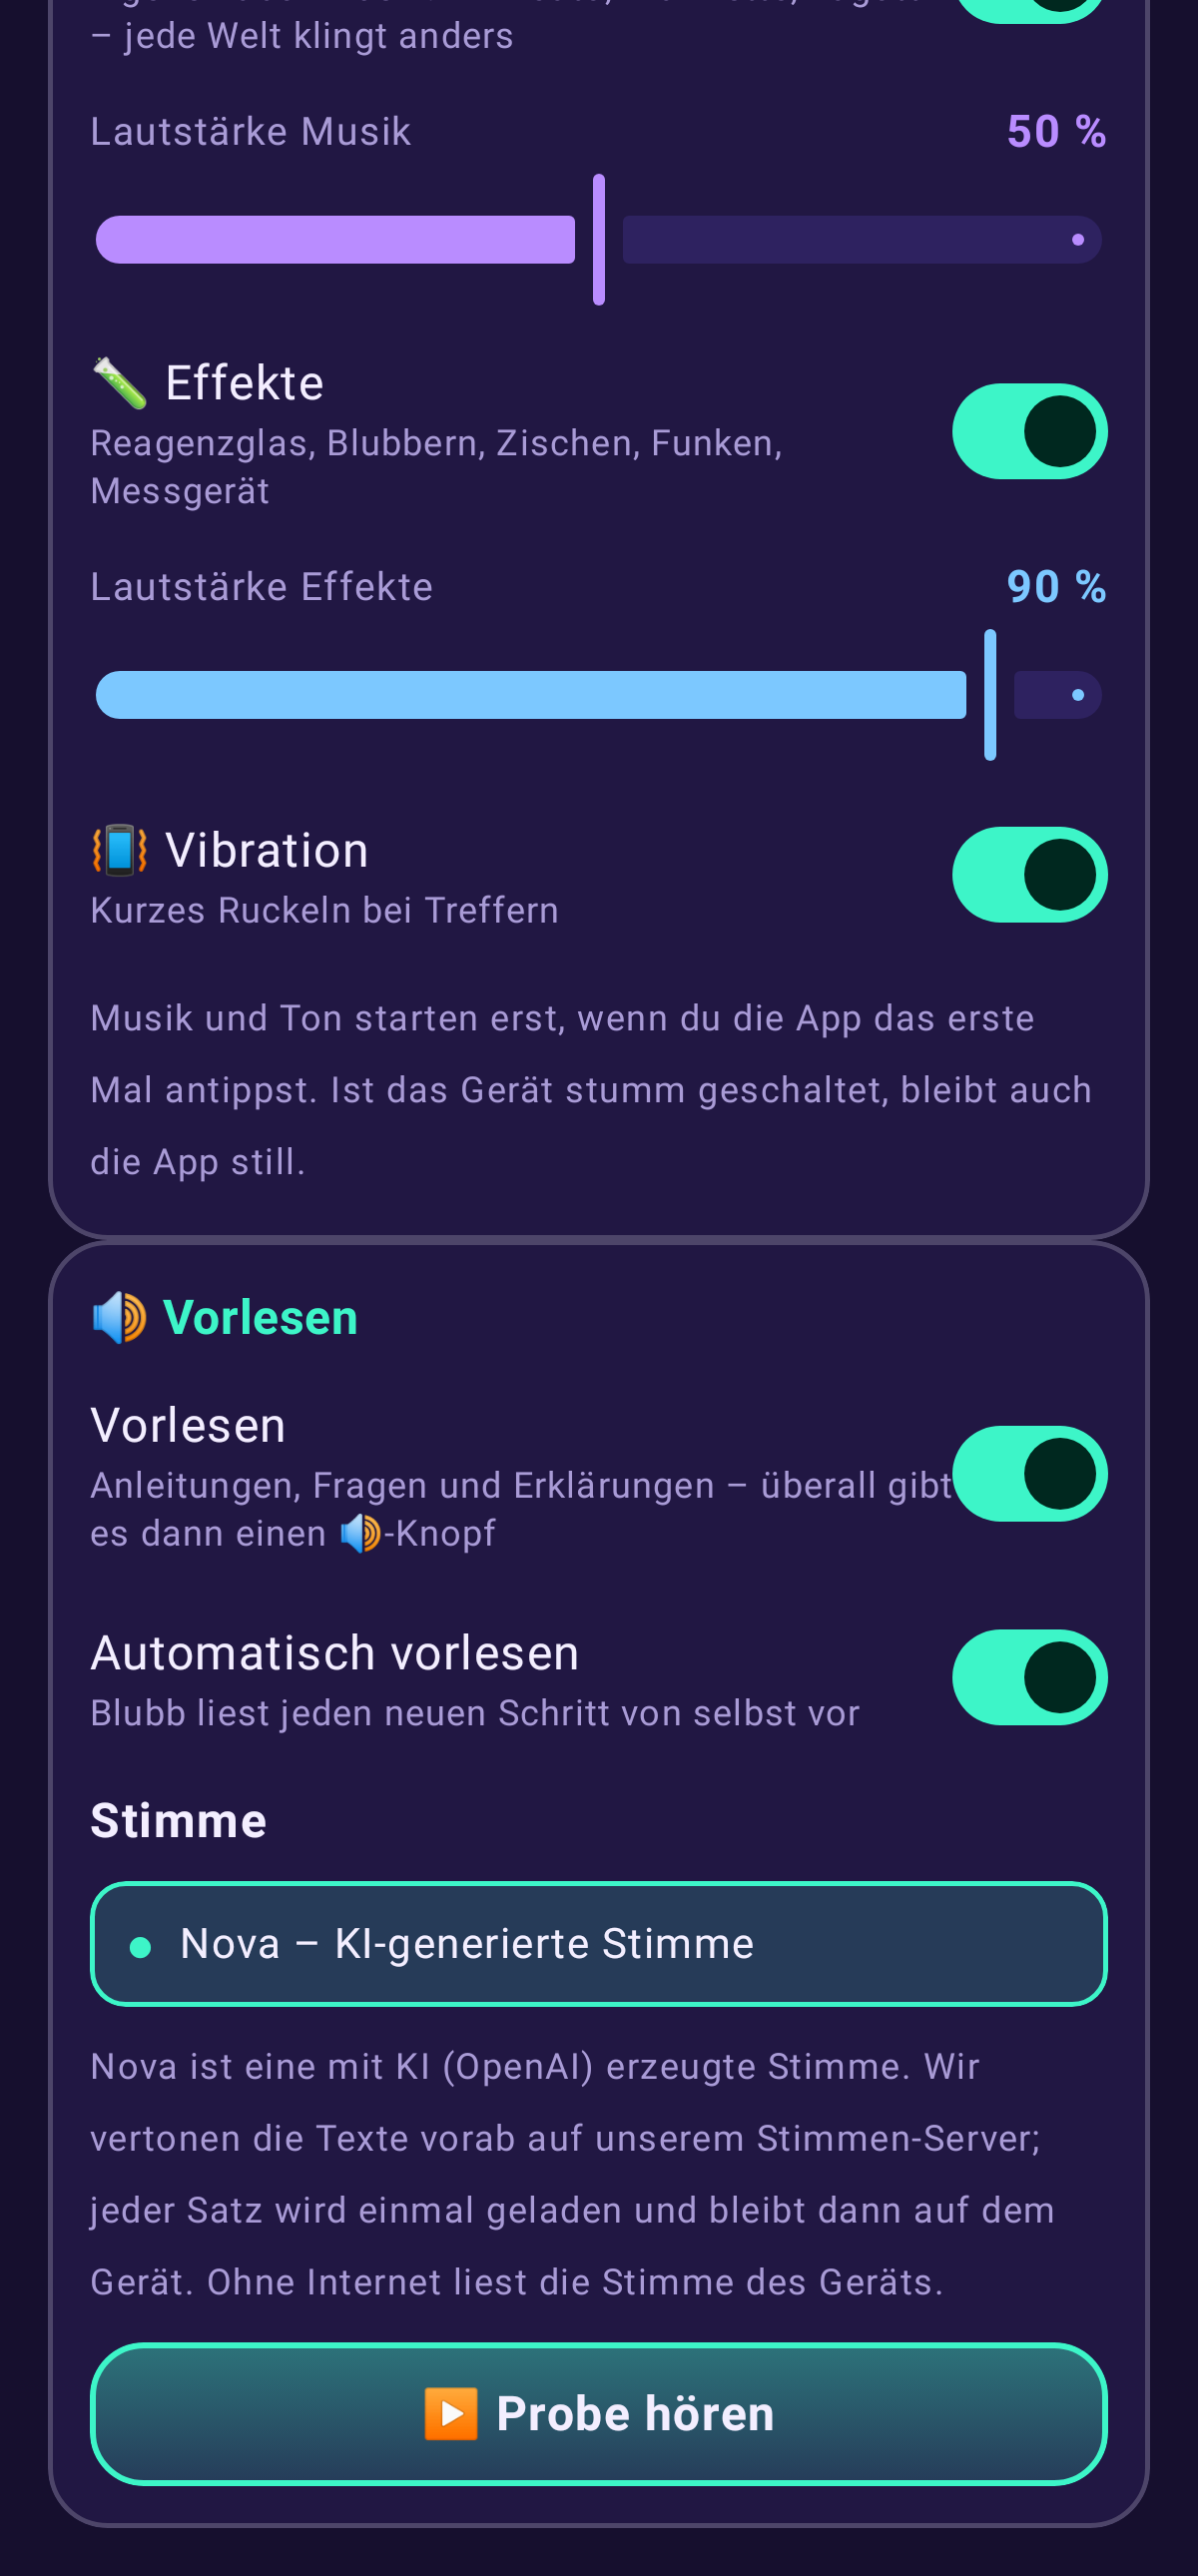 – jede Welt klingt anders
Lautstärke Musik
50 %
Effekte
Reagenzglas, Blubbern, Zischen, Funken,
Messgerät
Lautstärke Effekte
90 %
Vibration
Kurzes Ruckeln bei Treffern
Musik und Ton starten erst, wenn du die App das erste
Mal antippst. Ist das Gerät stumm geschaltet, bleibt auch
die App still.
🔊 Vorlesen
Vorlesen
Anleitungen, Fragen und Erklärungen – überall gibt
es dann einen 🔊-Knopf
Automatisch vorlesen
Blubb liest jeden neuen Schritt von selbst vor
Stimme
Nova – KI-generierte Stimme
Nova ist eine mit KI (OpenAI) erzeugte Stimme. Wir
vertonen die Texte vorab auf unserem Stimmen-Server;
jeder Satz wird einmal geladen und bleibt dann auf dem
Gerät. Ohne Internet liest die Stimme des Geräts.
▶️ Probe hören